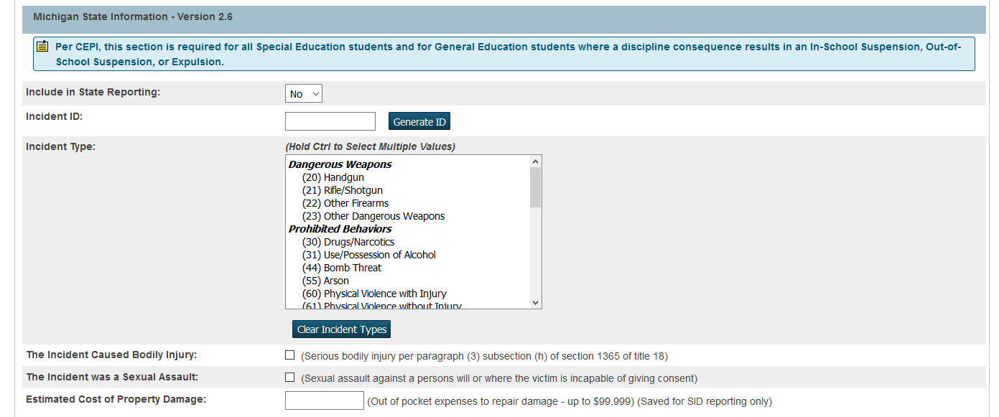 Michigan State Information - Version 2.6
Per CEPI, this section is required for all Special Education students and for General Education students where a discipline consequence results in an In-School Suspension, Out-of-
School Suspension, or Expulsion.
Include in State Reporting: No
Incident ID: Generate ID
Incident Type: (Hold Ctrl to Select Multiple Values)
Dangerous Weapons
(20) Handgun
(21) Rifle/Shotgun
(22) Other Firearms
(23) Other Dangerous Weapons
Prohibited Behaviors
(30) Drugs/Narcotics
(31) Use/Possession of Alcohol
(44) Bomb Threat
(55) Arson
(60) Physical Violence with Injury
(61) Physical Violence without Injury
Clear Incident Types
The Incident Caused Bodily Injury: (Serious bodily injury per paragraph (3) subsection (h) of section 1365 of title 18)
The Incident was a Sexual Assault: (Sexual assault against a persons will or where the victim is incapable of giving consent)
Estimated Cost of Property Damage: (Out of pocket expenses to repair damage - up to $99,999) (Saved for SID reporting only)